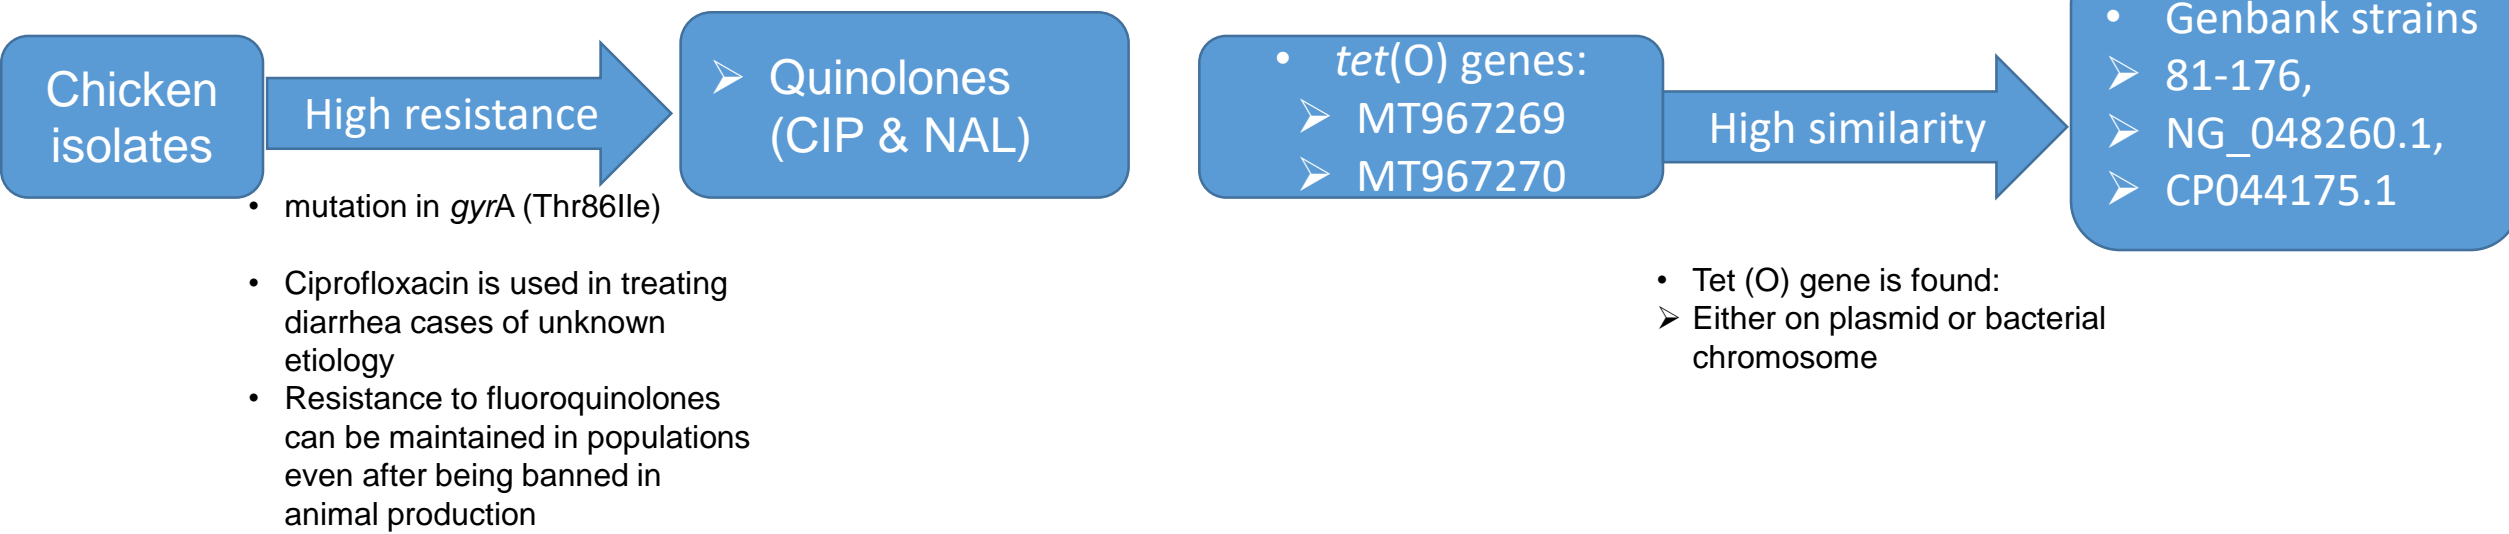 Chicken
isolates
High resistance
➢ Quinolones
(CIP & NAL)
• mutation in gyrA (Thr86Ile)
• Ciprofloxacin is used in treating
diarrhea cases of unknown
etiology
• Resistance to fluoroquinolones
can be maintained in populations
even after being banned in
animal production
• tet(O) genes:
➢ MT967269
➢ MT967270
High similarity
• Genbank strains
➢ 81-176,
➢ NG_048260.1,
➢ CP044175.1
• Tet (O) gene is found:
➢ Either on plasmid or bacterial
chromosome